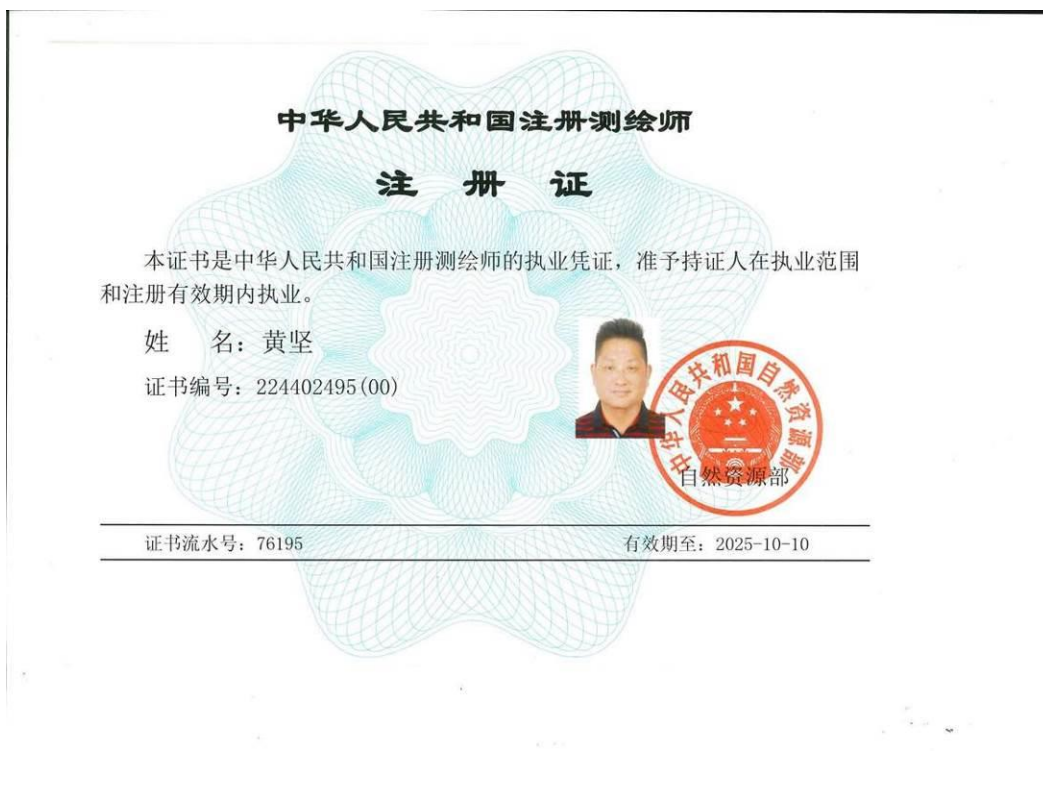 中华人民共和国注册测绘师
注 册 证
本证书是中华人民共和国注册测绘师的执业凭证，准予持证人在执业范围
和注册有效期内执业。
姓 名：黄坚
证书编号：224402495(00)
中华人民共和国自然资源部
自然资源部
证书流水号：76195
有效期至：2025-10-10